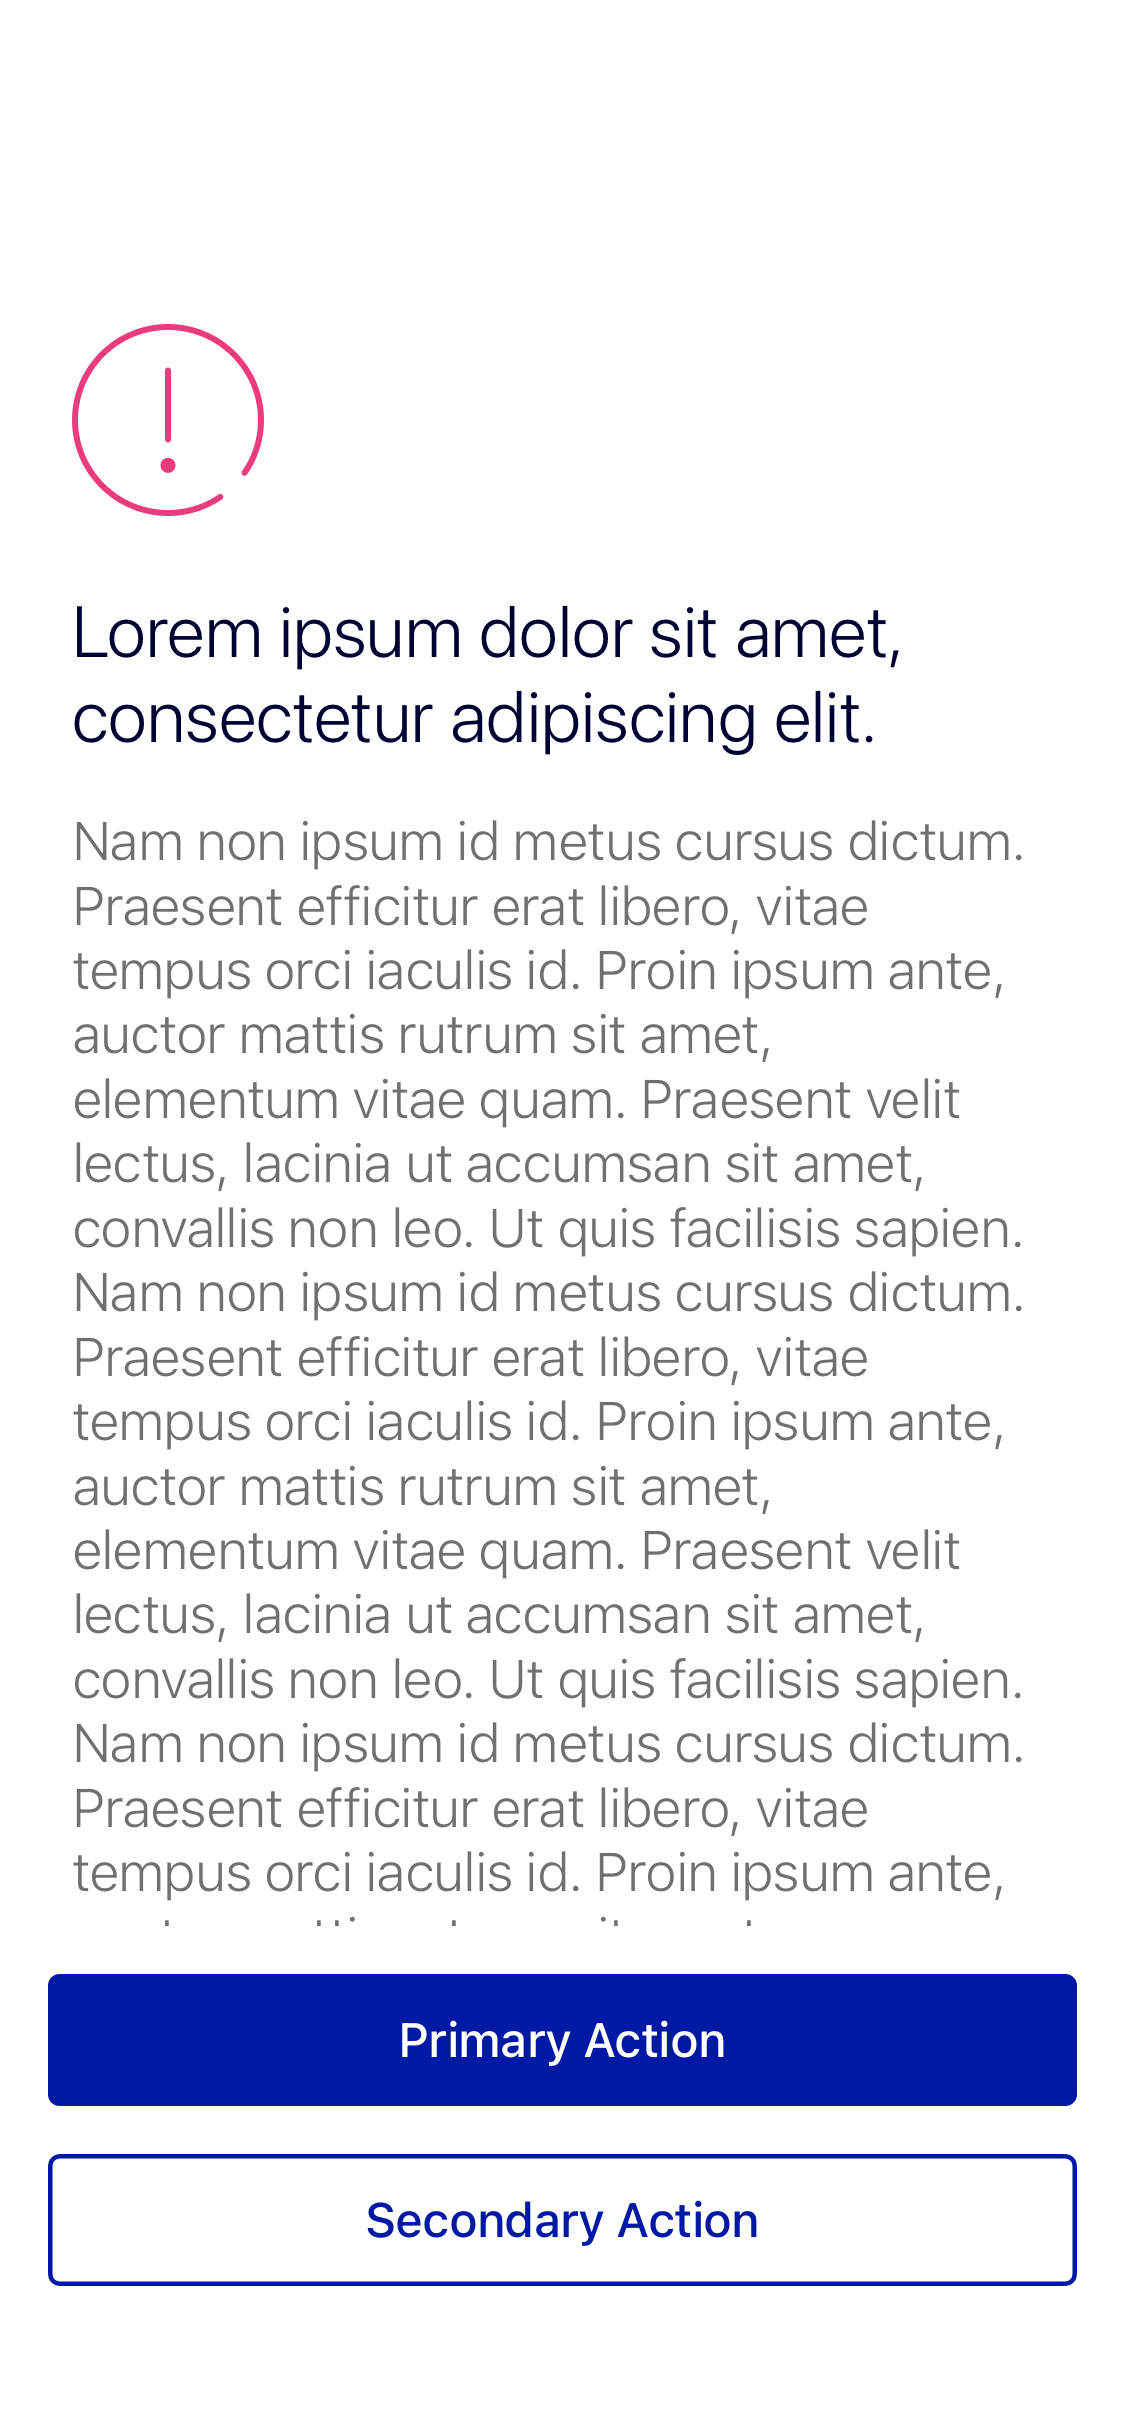 Lorem ipsum dolor sit amet,
consectetur adipiscing elit.
Nam non ipsum id metus cursus dictum.
Praesent efficitur erat libero, vitae
tempus orci iaculis id. Proin ipsum ante,
auctor mattis rutrum sit amet,
elementum vitae quam. Praesent velit
lectus, lacinia ut accumsan sit amet,
convallis non leo. Ut quis facilisis sapien.
Nam non ipsum id metus cursus dictum.
Praesent efficitur erat libero, vitae
tempus orci iaculis id. Proin ipsum ante,
auctor mattis rutrum sit amet,
elementum vitae quam. Praesent velit
lectus, lacinia ut accumsan sit amet,
convallis non leo. Ut quis facilisis sapien.
Nam non ipsum id metus cursus dictum.
Praesent efficitur erat libero, vitae
tempus orci iaculis id. Proin ipsum ante,
Primary Action
Secondary Action